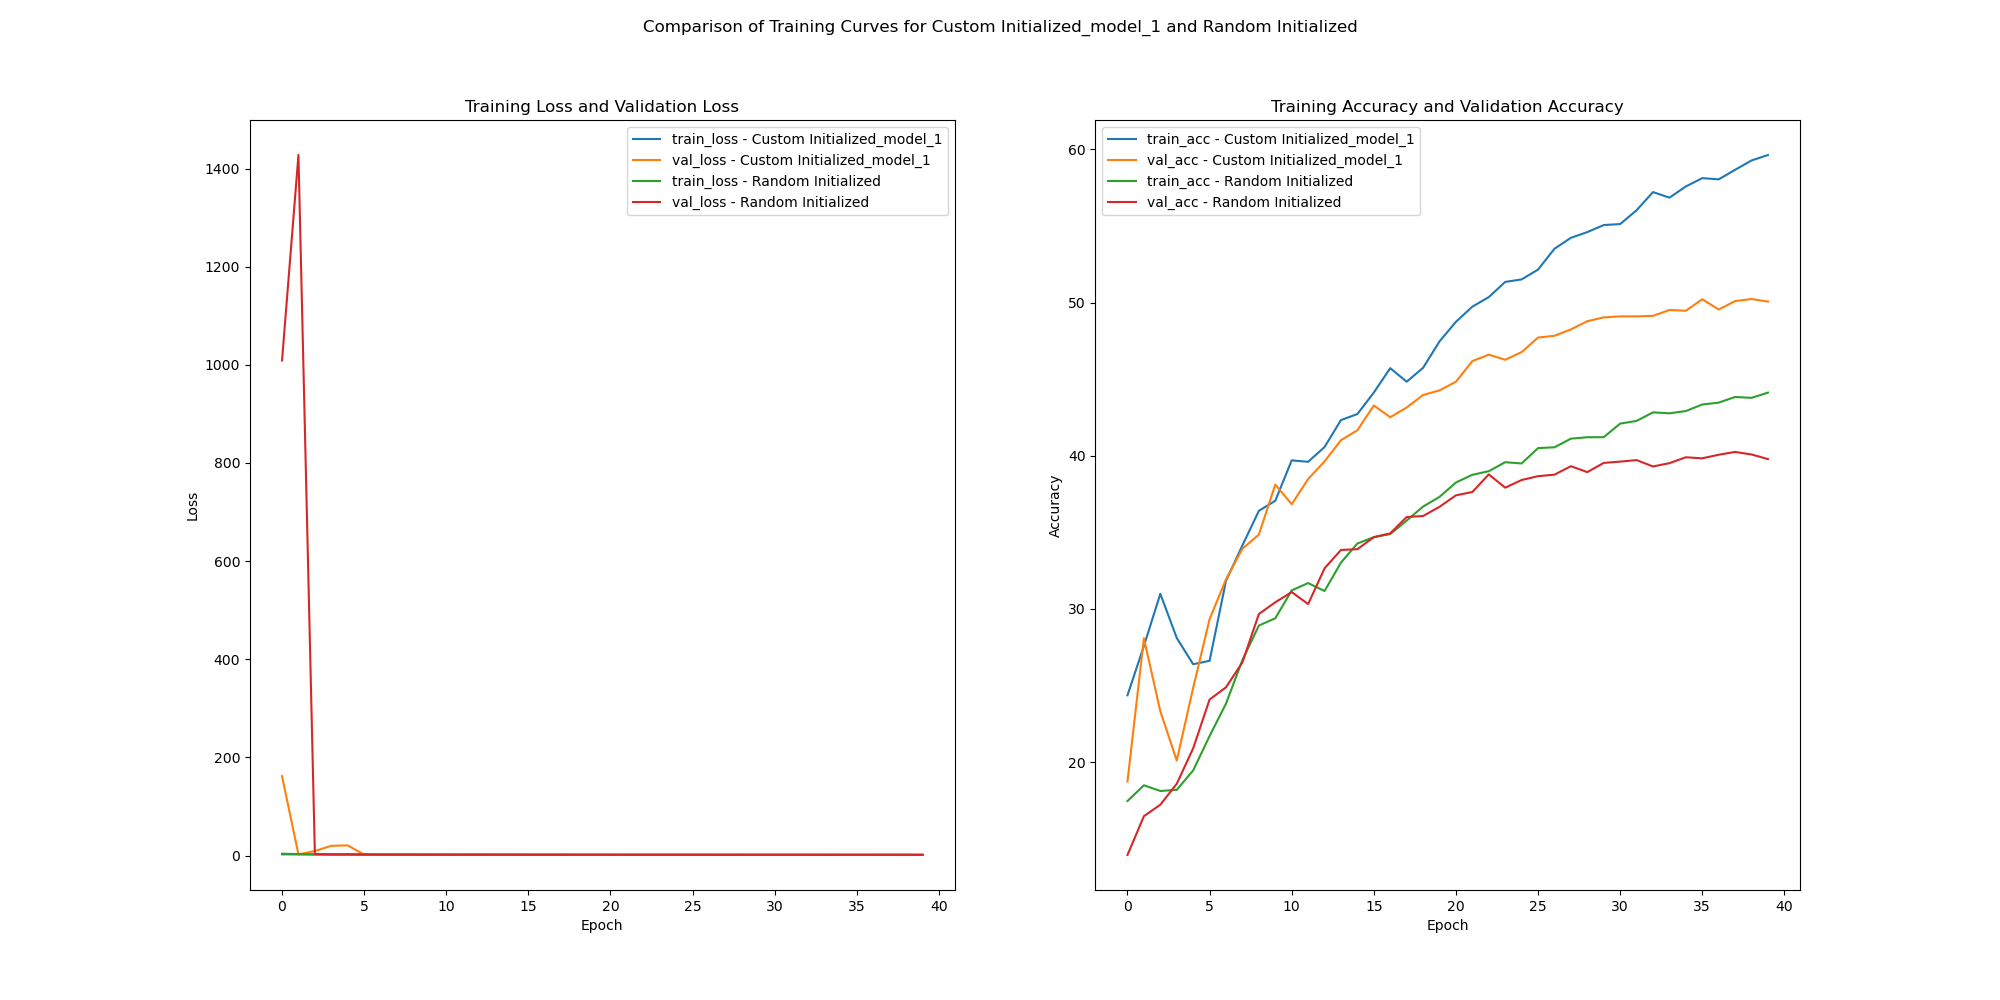 Comparison of Training Curves for Custom Initialized_model_1 and Random Initialized
Training Loss and Validation Loss
train_loss - Custom Initialized_model_1
val_loss - Custom Initialized_model_1
train_loss - Random Initialized
val_loss - Random Initialized
1400
1200
1000
800
600
400
200
0
Loss
0 5 10 15 20 25 30 35 40
Epoch
Training Accuracy and Validation Accuracy
train_acc - Custom Initialized_model_1
val_acc - Custom Initialized_model_1
train_acc - Random Initialized
val_acc - Random Initialized
60
50
40
30
20
Accuracy
0 5 10 15 20 25 30 35 40
Epoch